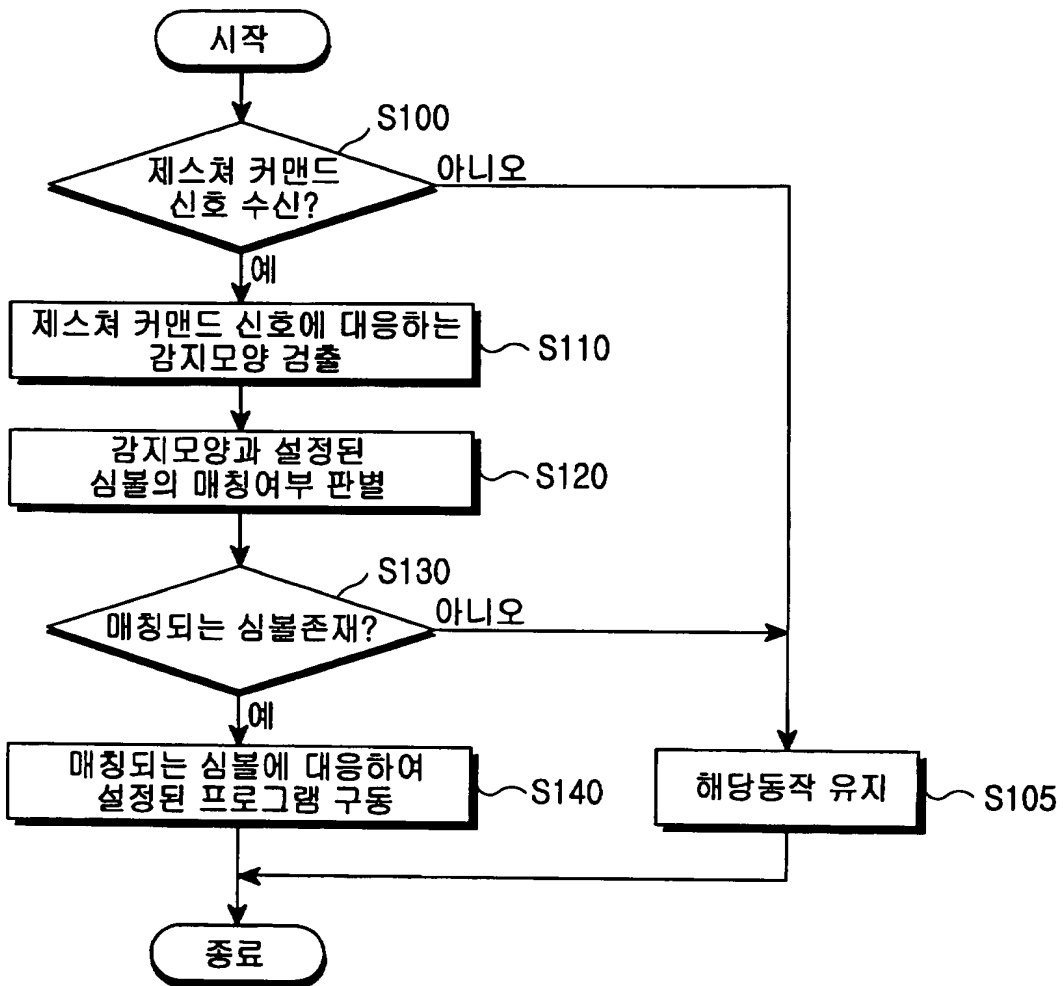 시작
S100
제스쳐 커맨드
신호 수신?
아니오
예
제스쳐 커맨드 신호에 대응하는
감지모양 검출
S110
감지모양과 설정된
심볼의 매칭여부 판별
S120
S130
매칭되는 심볼존재?
아니오
예
매칭되는 심볼에 대응하여
설정된 프로그램 구동
S140
해당동작 유지
S105
종료